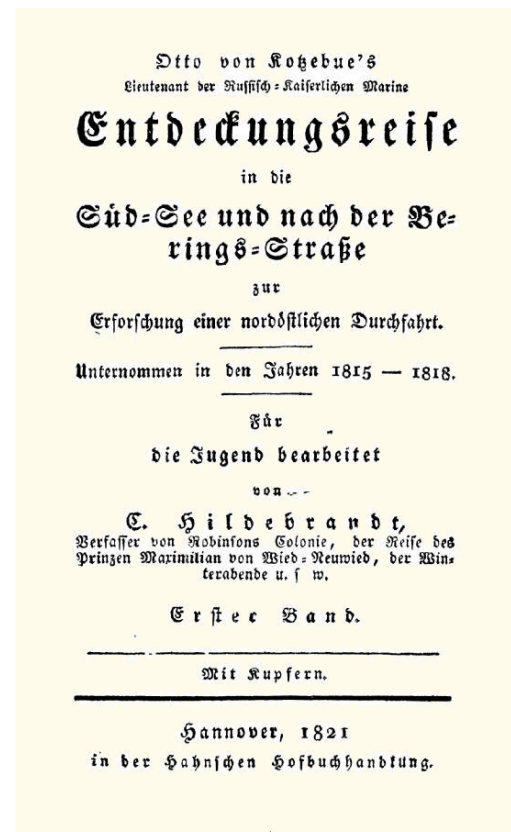 Otto von Kotzebue's
Lieutenant der Russisch-Kaiserlichen Marine
Entdeckungsreise
in die
Süd-See und nach der Be-
rings-Straße
zur
Erforschung einer nordöstlichen Durchfahrt.
Unternommen in den Jahren 1815 — 1818.
Für
die Jugend bearbeitet
von
C. Hildebrandt,
Verfasser von Robinsons Colonie, der Reise des
Prinzen Maximilian von Wied-Neuwied, der Win-
terabende u. s w.
Erster Band.
Mit Kupfern.
Hannover, 1821
in der Hahnschen Hofbuchhandlung.